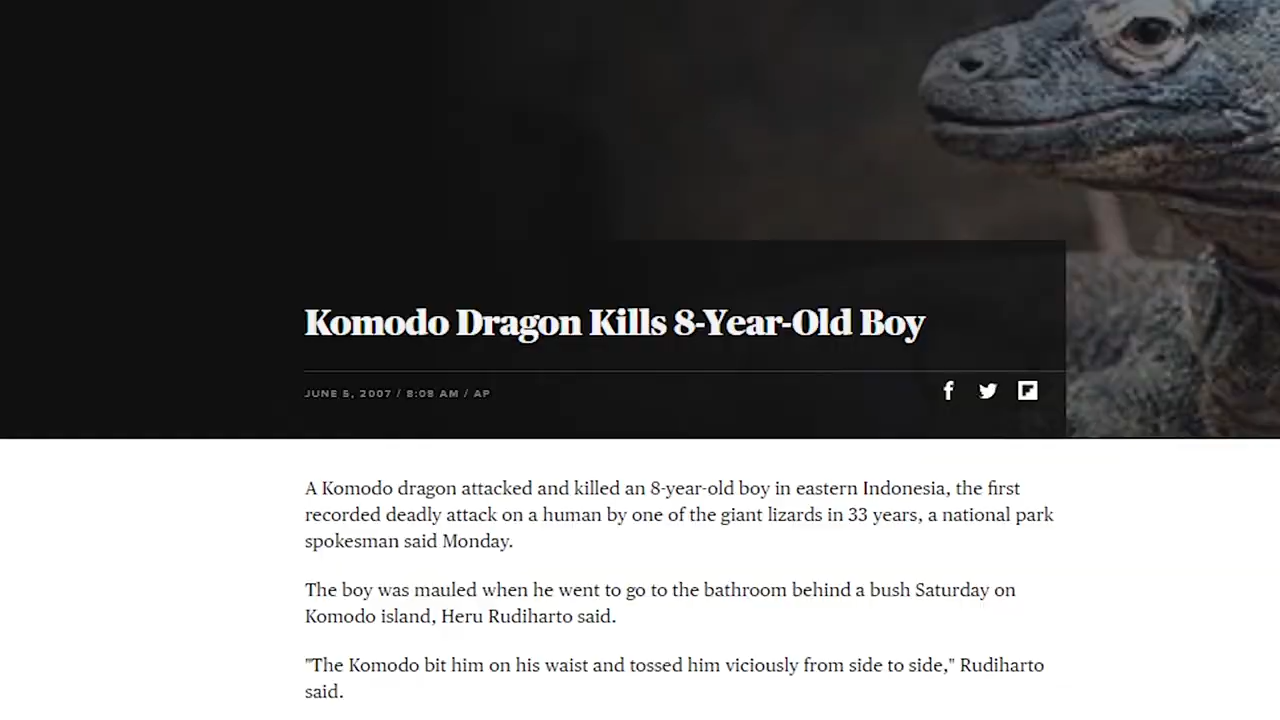 Komodo Dragon Kills 8-Year-Old Boy
JUNE 5, 2007 / 8:08 AM / AP
A Komodo dragon attacked and killed an 8-year-old boy in eastern Indonesia, the first
recorded deadly attack on a human by one of the giant lizards in 33 years, a national park
spokesman said Monday.
The boy was mauled when he went to go to the bathroom behind a bush Saturday on
Komodo island, Heru Rudiharto said.
"The Komodo bit him on his waist and tossed him viciously from side to side," Rudiharto
said.